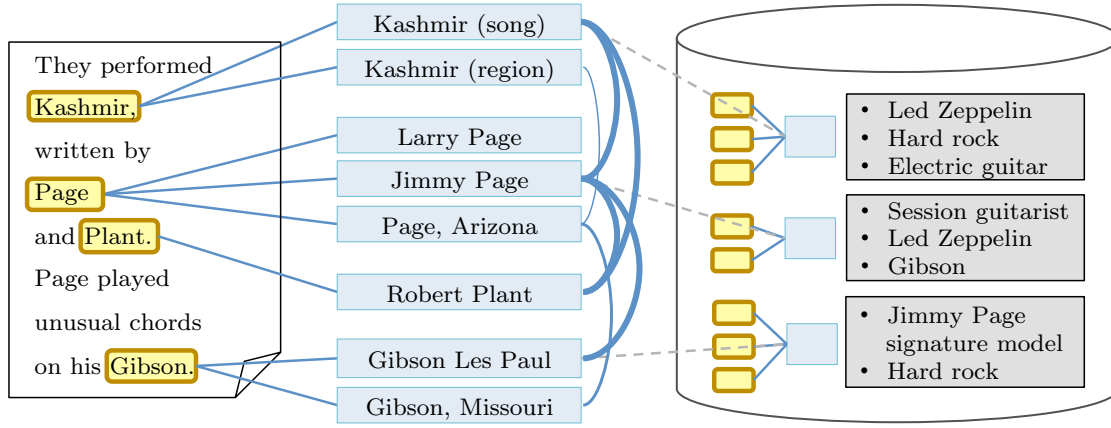 They performed
Kashmir,
written by
Page
and Plant.
Page played
unusual chords
on his Gibson.
Kashmir (song)
Kashmir (region)
Larry Page
Jimmy Page
Page, Arizona
Robert Plant
Gibson Les Paul
Gibson, Missouri
• Led Zeppelin
• Hard rock
• Electric guitar
• Session guitarist
• Led Zeppelin
• Gibson
• Jimmy Page
signature model
• Hard rock